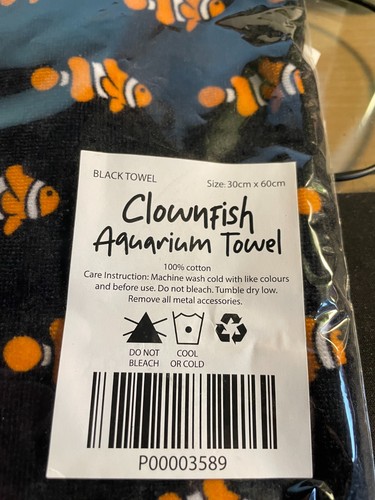 BLACK TOWEL
Size: 30cm x 60cm
Clownfish
Aquarium Towel
100% cotton
Care Instruction: Machine wash cold with like colours
and before use. Do not bleach. Tumble dry low.
Remove all metal accessories.
DO NOT
BLEACH
COOL
OR COLD
P00003589